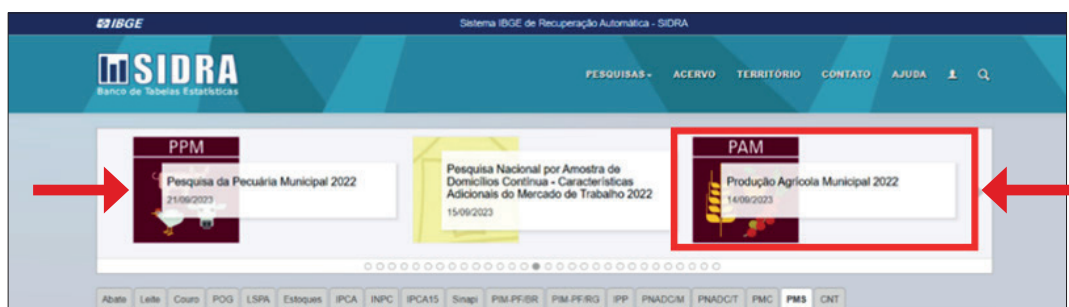 IBGE
Sistema IBGE de Recuperação Automática - SIDRA
SIDRA
Banco de Tabelas Estatísticas
PESQUISAS
ACERVO
TERRITÓRIO
CONTATO
AJUDA
PPM
Pesquisa da Pecuária Municipal 2022
21/09/2023
Pesquisa Nacional por Amostra de
Domicílios Contínua - Características
Adicionais do Mercado de Trabalho 2022
15/09/2023
PAM
Produção Agrícola Municipal 2022
14/09/2023
Abate Leite Couro POG LSPA Estoques IPCA INPC IPCA15 Sinapi PIM-PF/BR PIM-PF/RG IPP PNADC/M PNADC/T PMC PMS CNT